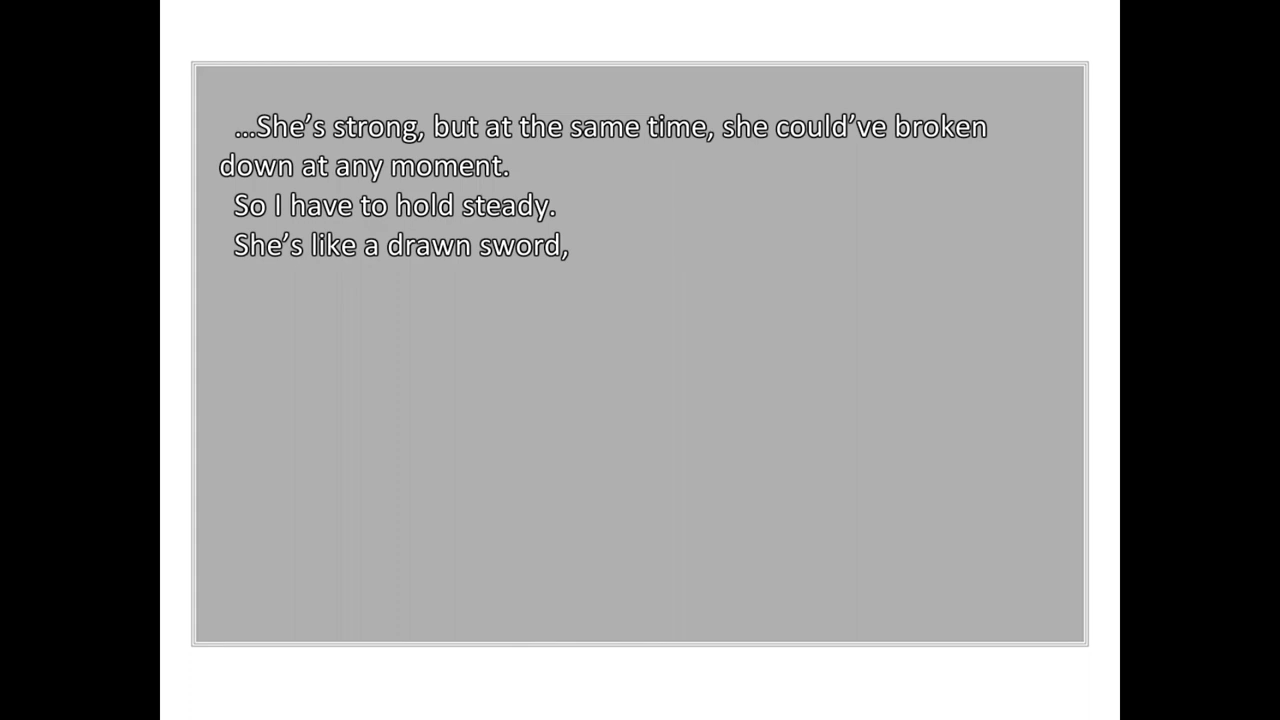 …She’s strong, but at the same time, she could’ve broken
down at any moment.
So I have to hold steady.
She’s like a drawn sword,